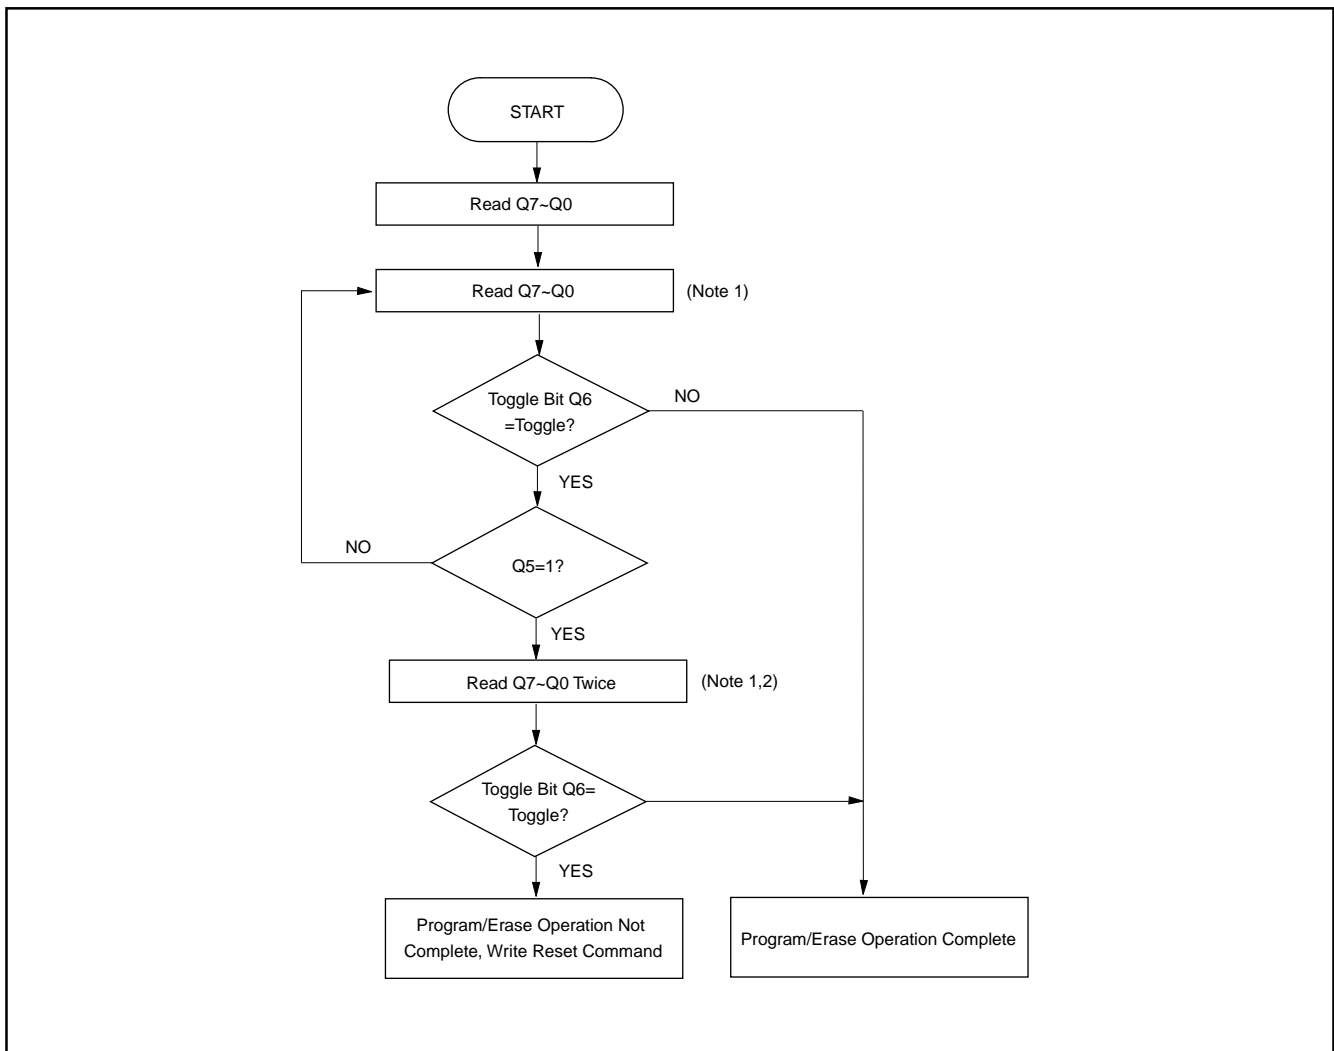 START
Read Q7~Q0
Read Q7~Q0
(Note 1)
Toggle Bit Q6
=Toggle?
NO
YES
NO
Q5=1?
YES
Read Q7~Q0 Twice
(Note 1,2)
Toggle Bit Q6=
Toggle?
YES
Program/Erase Operation Not
Complete, Write Reset Command
Program/Erase Operation Complete